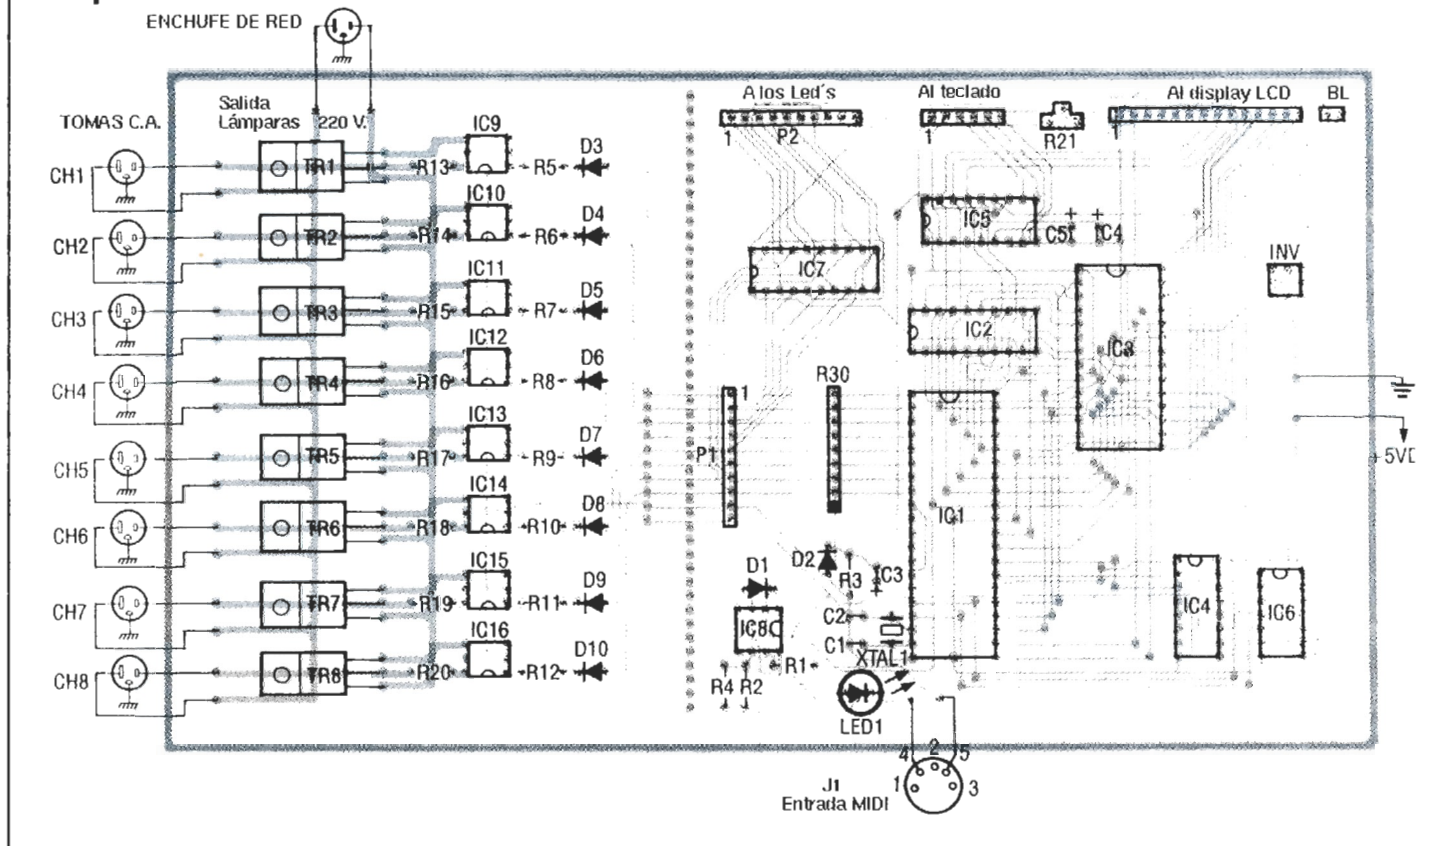 ENCHUFE DE RED
A los Led´s
Al teclado
Al display LCD
BL
Salida
Lámparas
220 V.
TOMAS C.A.
1
P2
1
R21
1
CH1
TR1
R13
IC9
R5
D3
CH2
TR2
R14
IC10
R6
D4
CH3
TR3
R15
IC11
R7
D5
CH4
TR4
R16
IC12
R8
D6
CH5
TR5
R17
IC13
R9
D7
CH6
TR6
R18
IC14
R10
D8
CH7
TR7
R19
IC15
R11
D9
CH8
TR8
R20
IC16
R12
D10
IC5
C5
C4
IC7
INV
IC2
IC3
R30
1
P1
+5VD
IC1
D2
D1
R3
C3
IC4
IC6
C2
IC8
C1
XTAL1
R1
R4
R2
LED1
4
2
5
1
3
J1
Entrada MIDI